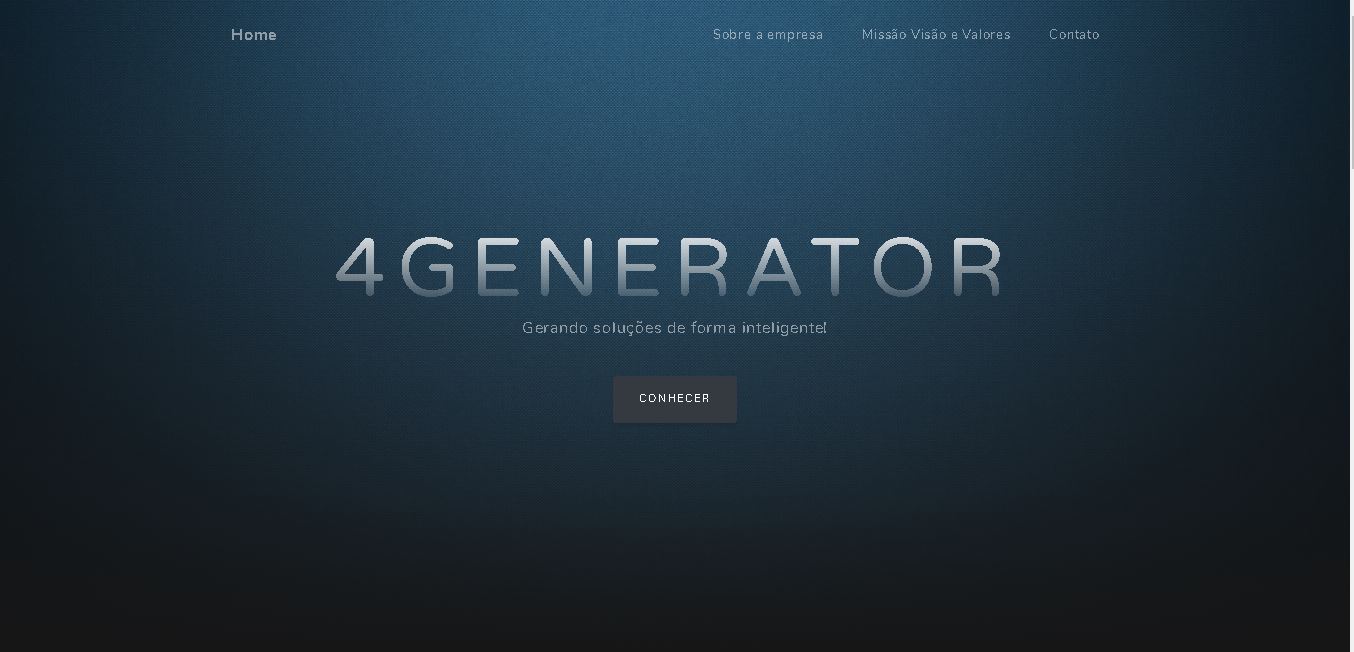 Home Sobre a empresa Missão Visão e Valores Contato
4GENERATOR
Gerando soluções de forma inteligente!
CONHECER